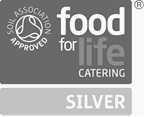 ®
SOIL ASSOCIATION
APPROVED
food
for life
CATERING
SILVER